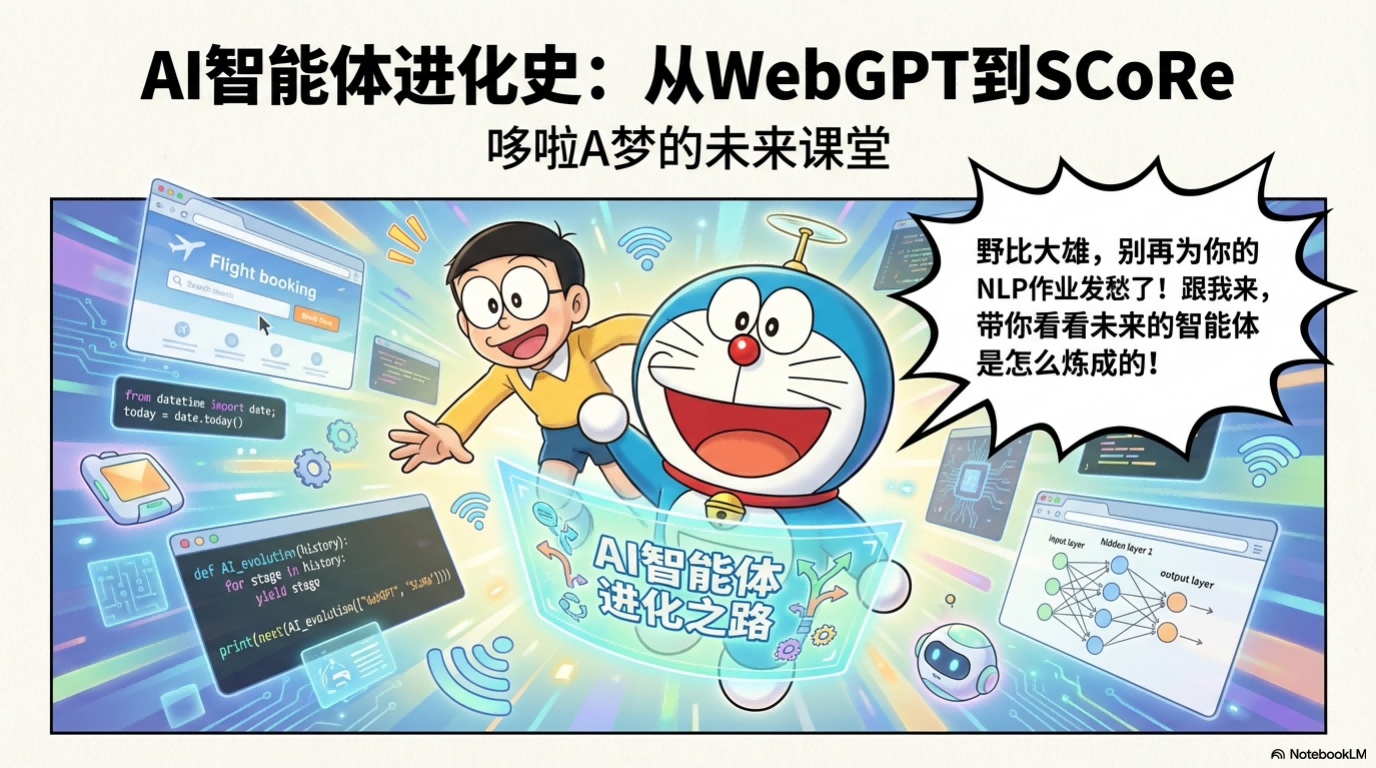 AI智能体进化史：从WebGPT到SCoRe
哆啦A梦的未来课堂
野比大雄，别再为你的
NLP作业发愁了！跟我来，
带你看看未来的智能体
是怎么炼成的！
Flight booking
from datetime import date;
today = date.today()
def AI_evolution(history):
for stage in history:
yield stage
AI智能体
进化之路
input layer
hidden layer 1
output layer
NotebookLM